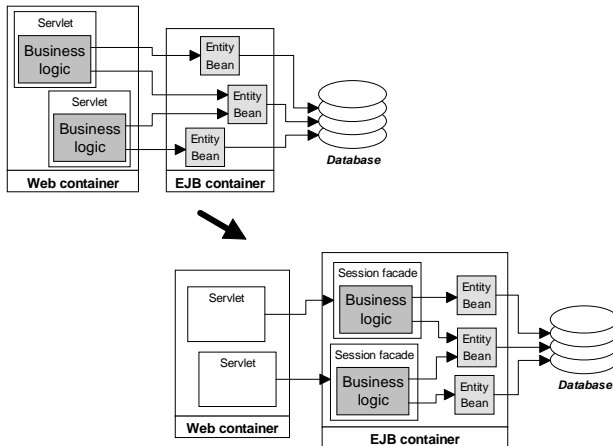 Servlet
Business
logic
Servlet
Business
logic
Web container
Entity
Bean
Entity
Bean
Entity
Bean
EJB container
Database
Servlet
Servlet
Web container
Session facade
Business
logic
Session facade
Business
logic
Entity
Bean
Entity
Bean
Entity
Bean
EJB container
Database